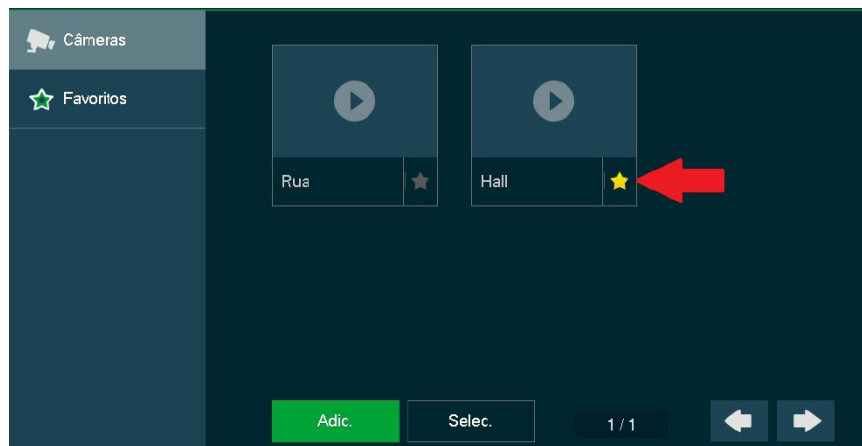 Câmeras
Favoritos
Rua
Hall
Adic.
Selec.
1 / 1